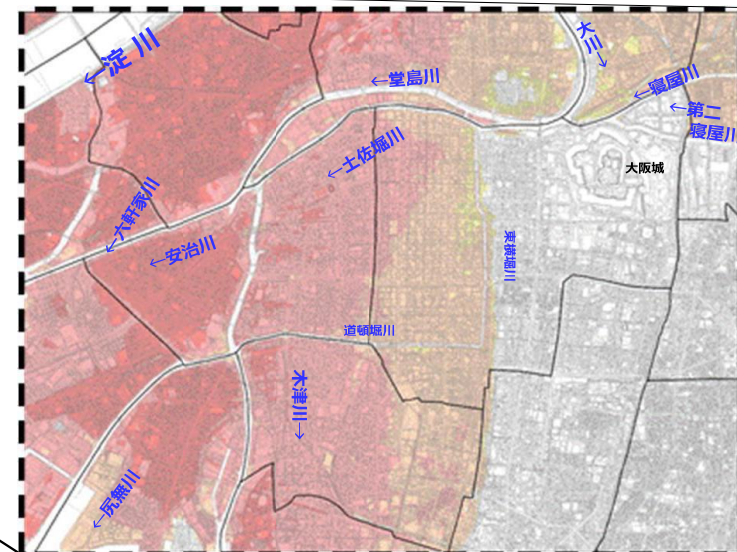 ←淀川
←堂島川
大川→
←寝屋川
←第二
寝屋川
←土佐堀川
大阪城
←六軒家川
←安治川
東横堀川
道頓堀川
木津川→
←尻無川